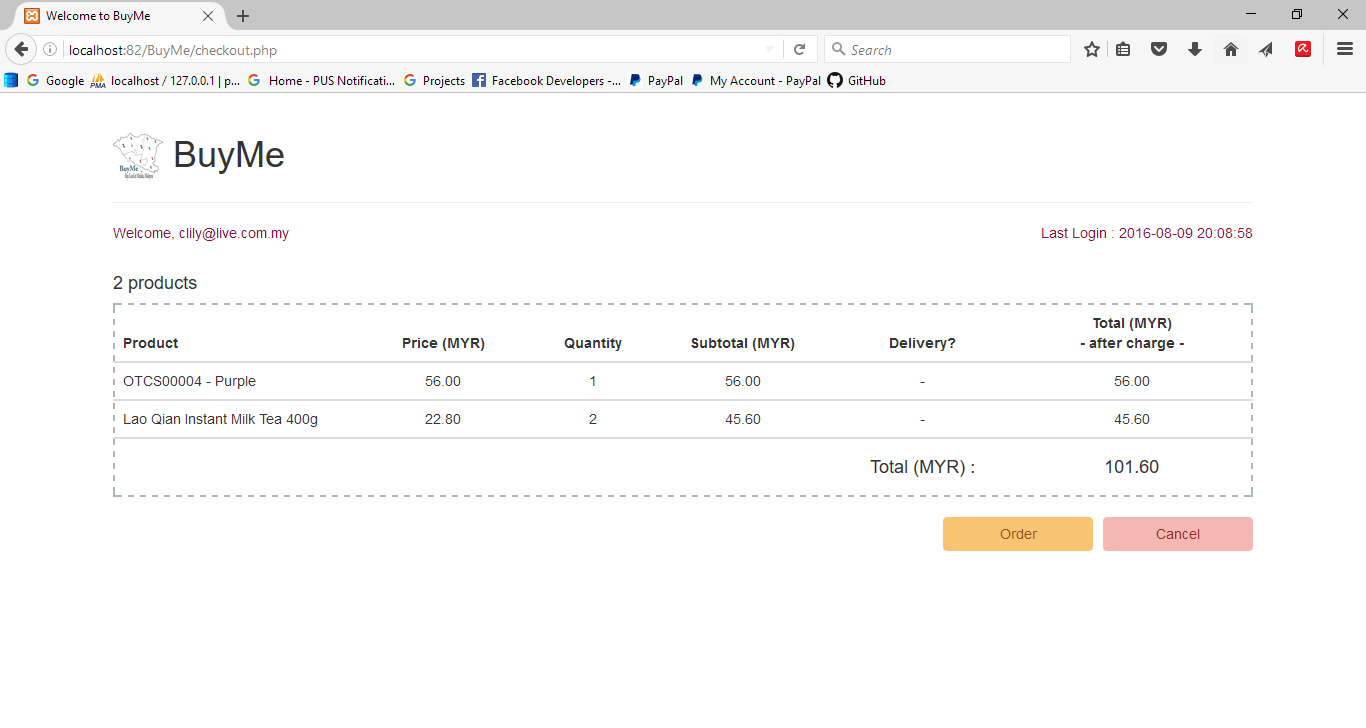 Welcome to BuyMe
localhost:82/BuyMe/checkout.php
Search
Google
localhost / 127.0.0.1 | p...
Home - PUS Notificati...
Projects
Facebook Developers -...
PayPal
My Account - PayPal
GitHub
BuyMe
BuyMe
Welcome, clily@live.com.my
Last Login : 2016-08-09 20:08:58
2 products
Product Price (MYR) Quantity Subtotal (MYR) Delivery? Total (MYR)
- after charge -
OTCS00004 - Purple 56.00 1 56.00 - 56.00
Lao Qian Instant Milk Tea 400g 22.80 2 45.60 - 45.60
Total (MYR) : 101.60
Order
Cancel